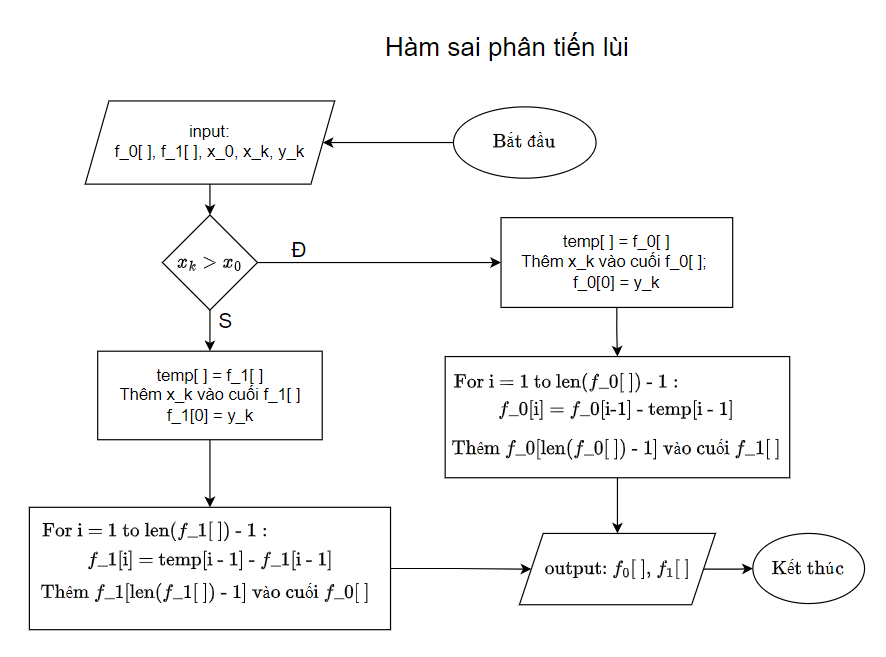 Hàm sai phân tiến lùi
Bắt đầu
input:
f_0[ ], f_1[ ], x_0, x_k, y_k
x_k > x_0
Đ
S
temp[ ] = f_0[ ]
Thêm x_k vào cuối f_0[ ];
f_0[0] = y_k
For i = 1 to len(f_0[ ]) - 1 :
f_0[i] = f_0[i-1] - temp[i - 1]
Thêm f_0[len(f_0[ ]) - 1] vào cuối f_1[ ]
temp[ ] = f_1[ ]
Thêm x_k vào cuối f_1[ ]
f_1[0] = y_k
For i = 1 to len(f_1[ ]) - 1 :
f_1[i] = temp[i - 1] - f_1[i - 1]
Thêm f_1[len(f_1[ ]) - 1] vào cuối f_0[ ]
output: f₀[ ], f₁[ ]
Kết thúc